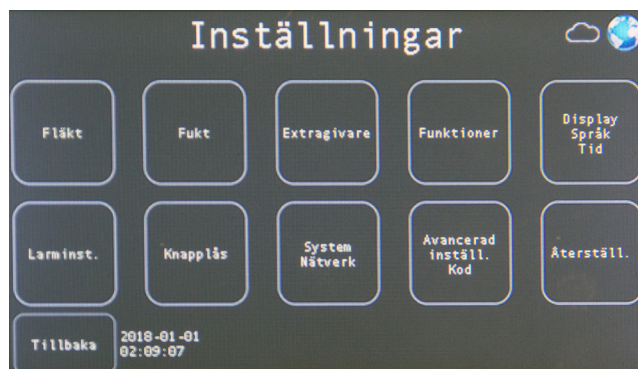 Inställningar
Fläkt
Fukt
Extragivare
Funktioner
Display
Språk
Tid
Larminst.
Knapplås
System
Nätverk
Avancerad
inställ.
Kod
Återställ.
Tillbaka
2018-01-01
02:09:07